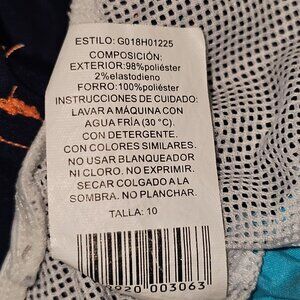 ESTILO: G018H01225
COMPOSICIÓN:
EXTERIOR:98%poliéster
2%elastodieno
FORRO:100%poliéster
INSTRUCCIONES DE CUIDADO:
LAVAR A MÁQUINA CON
AGUA FRÍA (30 °C).
CON DETERGENTE.
CON COLORES SIMILARES.
NO USAR BLANQUEADOR
NI CLORO. NO EXPRIMIR.
SECAR COLGADO A LA
SOMBRA. NO PLANCHAR.
TALLA: 10
920 003063